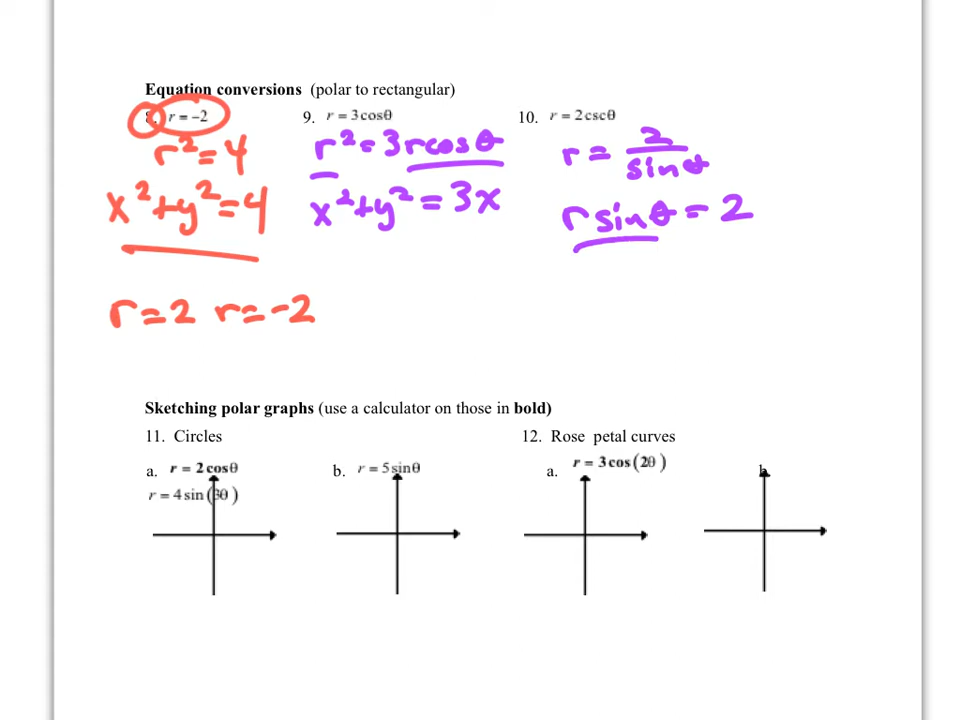 Equation conversions (polar to rectangular)
8. r = -2 9. r = 3cosθ 10. r = 2cscθ
r² = 4 r² = 3rcosθ r = 2/sinθ
x² + y² = 4 x² + y² = 3x rsinθ = 2
r = 2 r = -2
Sketching polar graphs (use a calculator on those in bold)
11. Circles 12. Rose petal curves
a. r = 2cosθ b. r = 5sinθ a. r = 3cos(2θ) b.
r = 4sin(3θ)